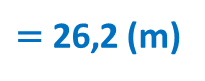 = 26,2 (m)